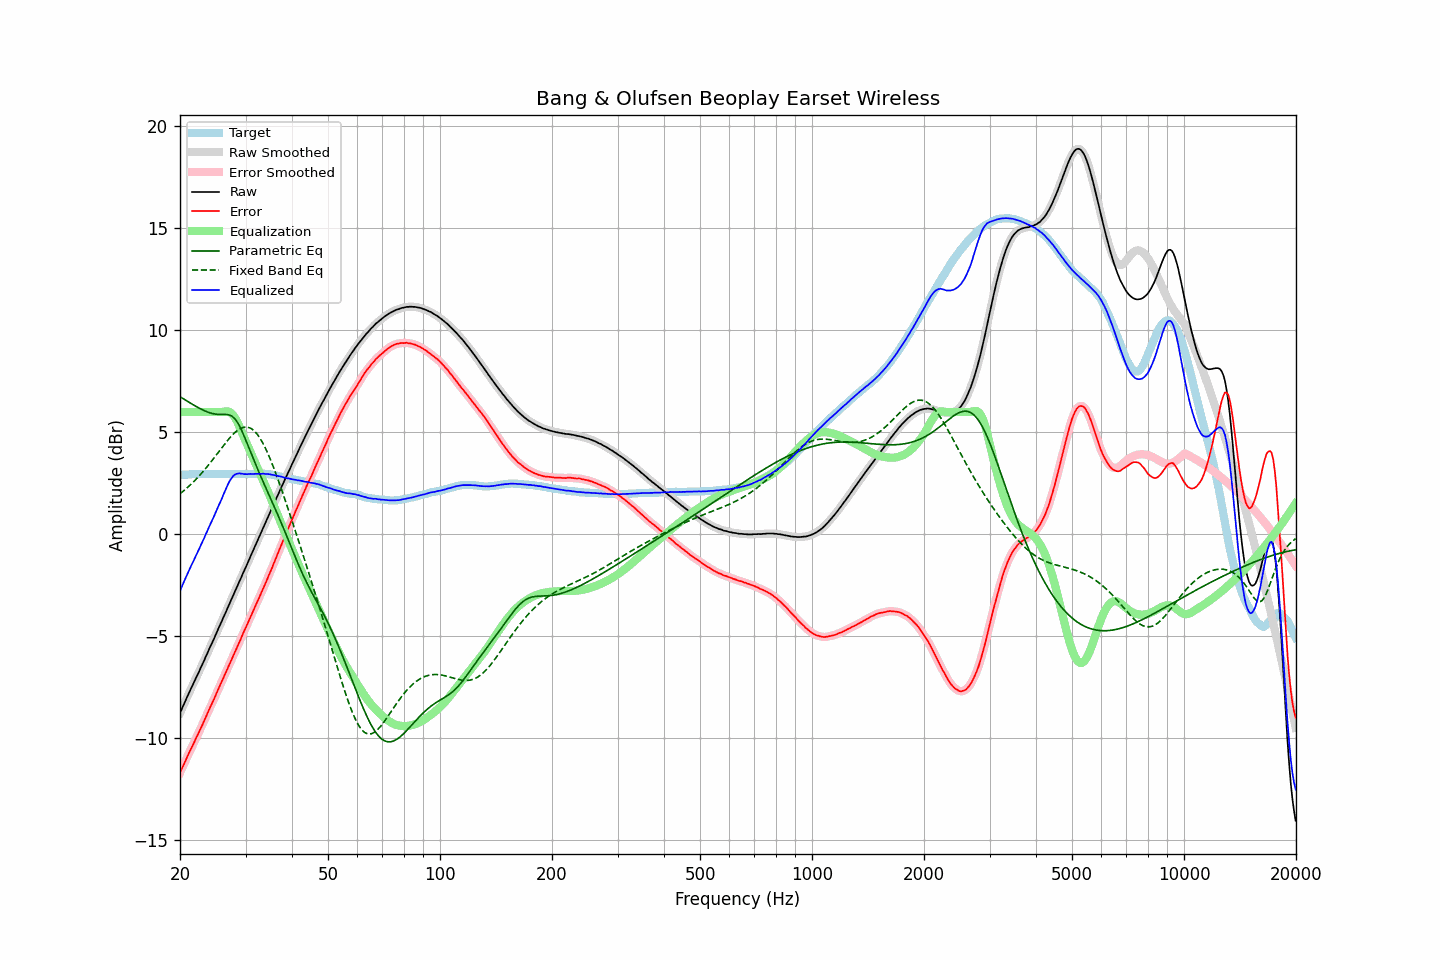 Bang & Olufsen Beoplay Earset Wireless
Target
Raw Smoothed
Error Smoothed
Raw
Error
Equalization
Parametric Eq
Fixed Band Eq
Equalized
20
15
10
5
0
−5
−10
−15
Amplitude (dBr)
20
50
100
200
500
1000
2000
5000
10000
20000
Frequency (Hz)